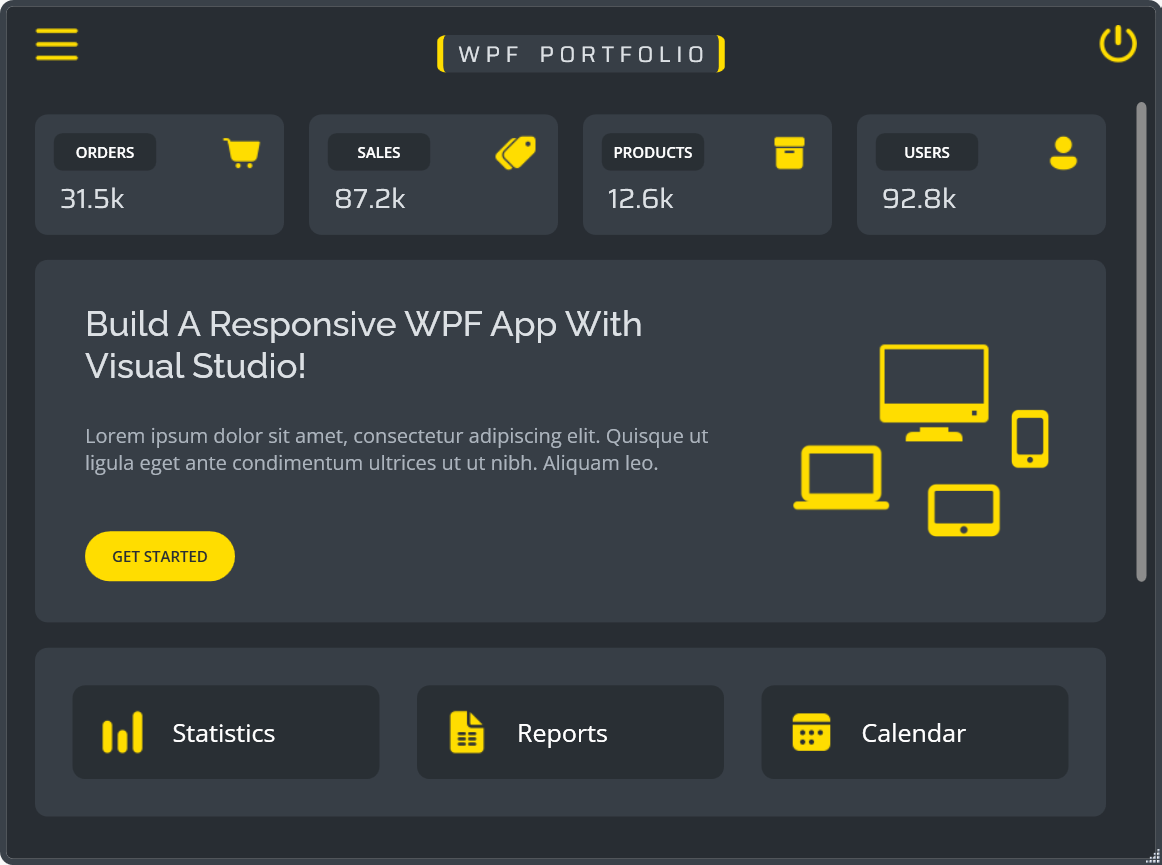 WPF PORTFOLIO
ORDERS
31.5k
SALES
87.2k
PRODUCTS
12.6k
USERS
92.8k
Build A Responsive WPF App With
Visual Studio!
Lorem ipsum dolor sit amet, consectetur adipiscing elit. Quisque ut
ligula eget ante condimentum ultrices ut ut nibh. Aliquam leo.
GET STARTED
Statistics
Reports
Calendar